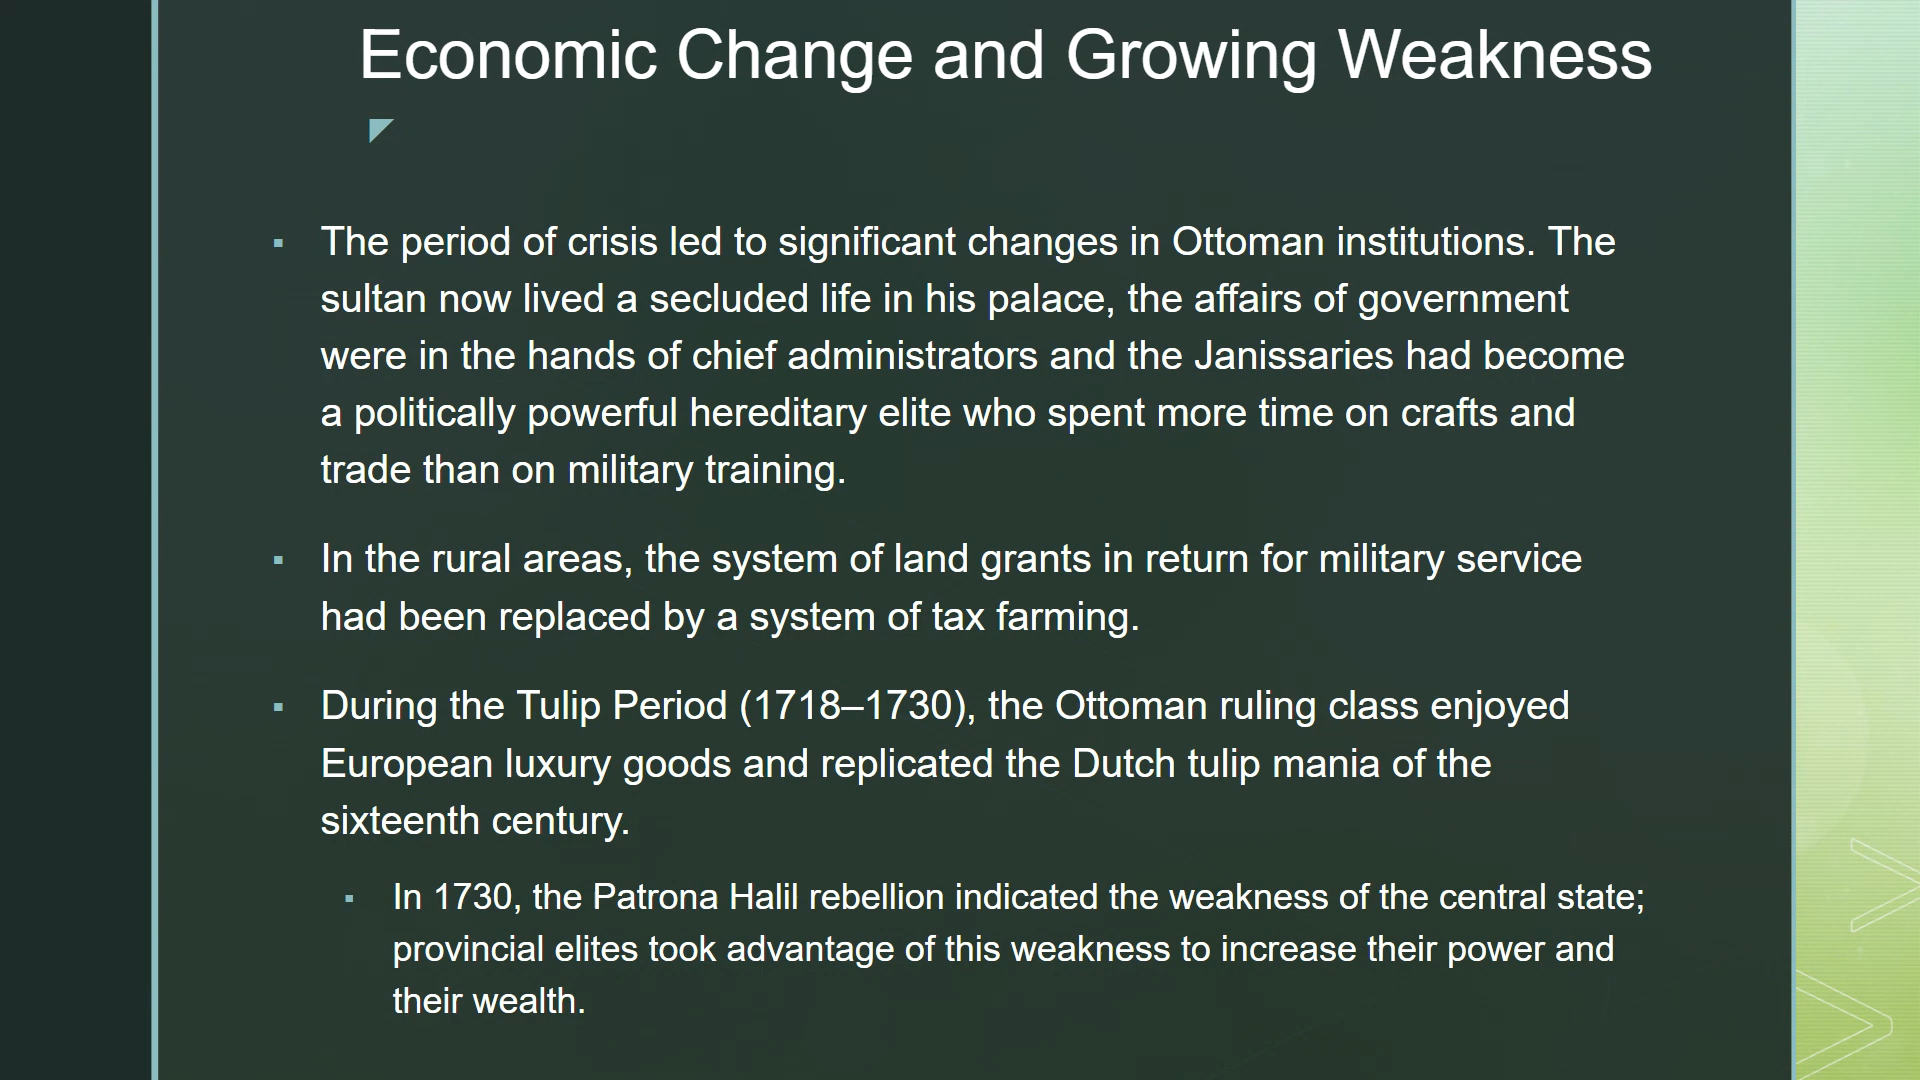 Economic Change and Growing Weakness
▪ The period of crisis led to significant changes in Ottoman institutions. The
sultan now lived a secluded life in his palace, the affairs of government
were in the hands of chief administrators and the Janissaries had become
a politically powerful hereditary elite who spent more time on crafts and
trade than on military training.
▪ In the rural areas, the system of land grants in return for military service
had been replaced by a system of tax farming.
▪ During the Tulip Period (1718–1730), the Ottoman ruling class enjoyed
European luxury goods and replicated the Dutch tulip mania of the
sixteenth century.
▪ In 1730, the Patrona Halil rebellion indicated the weakness of the central state;
provincial elites took advantage of this weakness to increase their power and
their wealth.